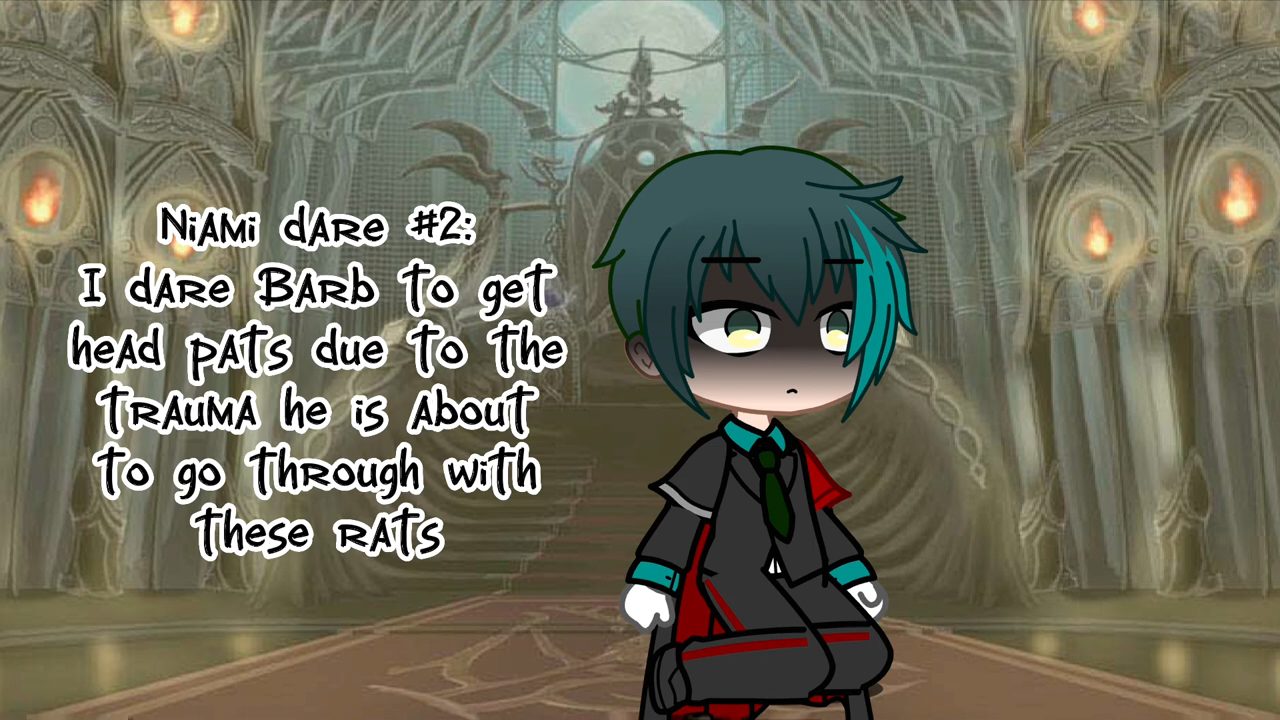 Niami dare #2:
I dare Barb to get
head pats due to the
trauma he is about
to go through with
these rats